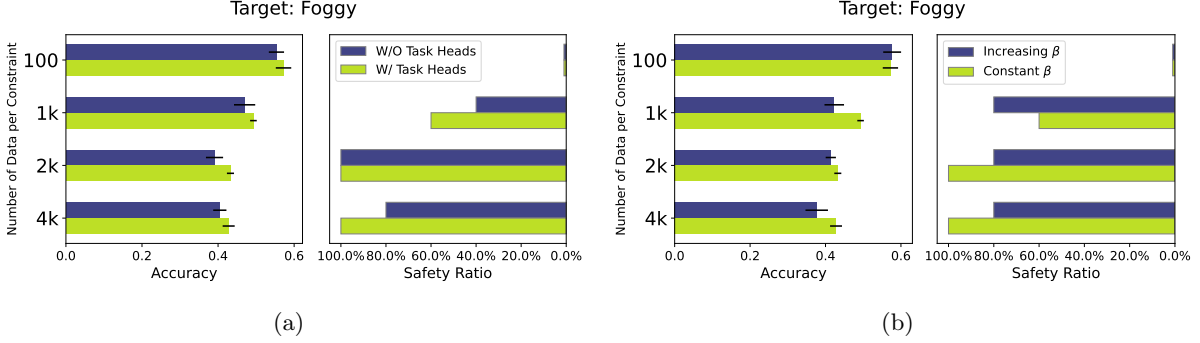 Target: Foggy
Number of Data per Constraint
100
1k
2k
4k
0.0 0.2 0.4 0.6
Accuracy
W/O Task Heads
W/ Task Heads
100.0% 80.0% 60.0% 40.0% 20.0% 0.0%
Safety Ratio
(a)
Target: Foggy
Number of Data per Constraint
100
1k
2k
4k
0.0 0.2 0.4 0.6
Accuracy
Increasing β
Constant β
100.0% 80.0% 60.0% 40.0% 20.0% 0.0%
Safety Ratio
(b)